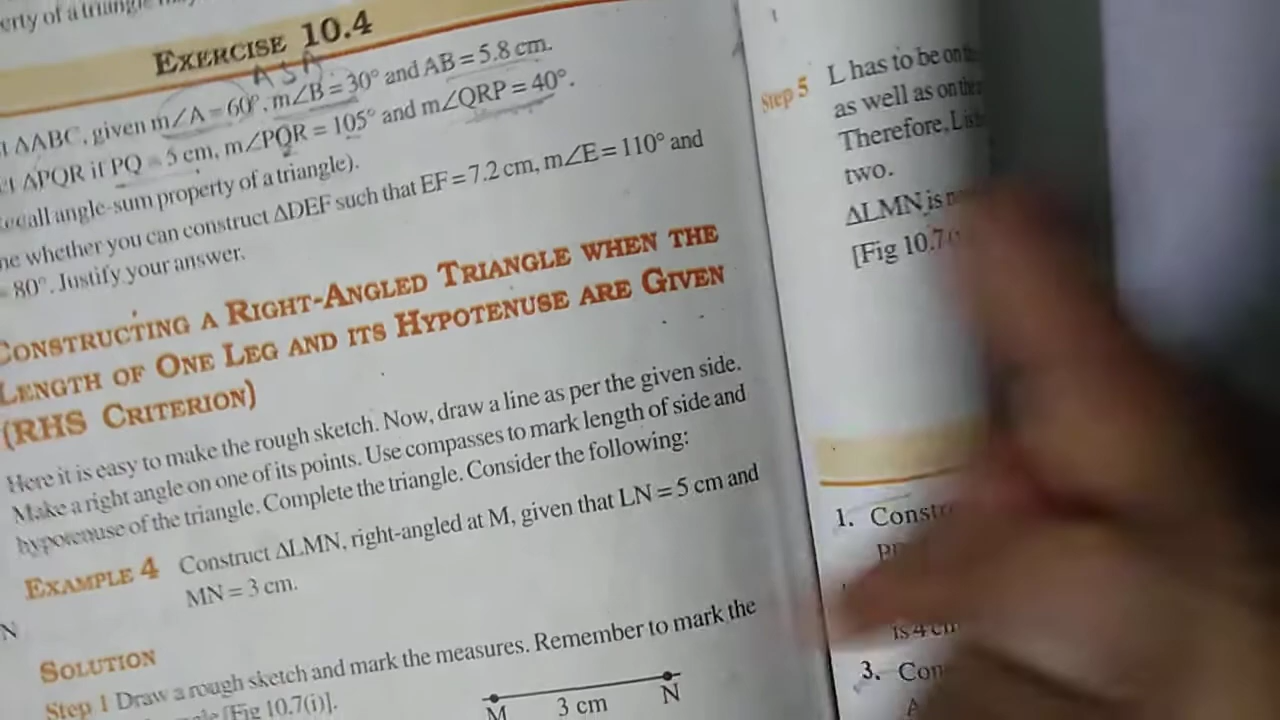 erty of a triangle
EXERCISE 10.4
A S A
ΔABC, given m∠A = 60°, m∠B = 30° and AB = 5.8 cm.
ΔPQR if PQ = 5 cm, m∠PQR = 105° and m∠QRP = 40°.
ecall angle-sum property of a triangle).
ne whether you can construct ΔDEF such that EF = 7.2 cm, m∠E = 110° and
= 80°. Justify your answer.
CONSTRUCTING A RIGHT-ANGLED TRIANGLE WHEN THE
LENGTH OF ONE LEG AND ITS HYPOTENUSE ARE GIVEN
(RHS CRITERION)
Here it is easy to make the rough sketch. Now, draw a line as per the given side.
Make a right angle on one of its points. Use compasses to mark length of side and
hypotenuse of the triangle. Complete the triangle. Consider the following:
EXAMPLE 4 Construct ΔLMN, right-angled at M, given that LN = 5 cm and
MN = 3 cm.
N
SOLUTION
Step 1 Draw a rough sketch and mark the measures. Remember to mark the
[Fig 10.7(i)].
M 3 cm N
Step 5 L has to be on
as well as on the
Therefore, L is
two.
ΔLMN is
[Fig 10.7
1. Constr
is 4 cm
3. Con